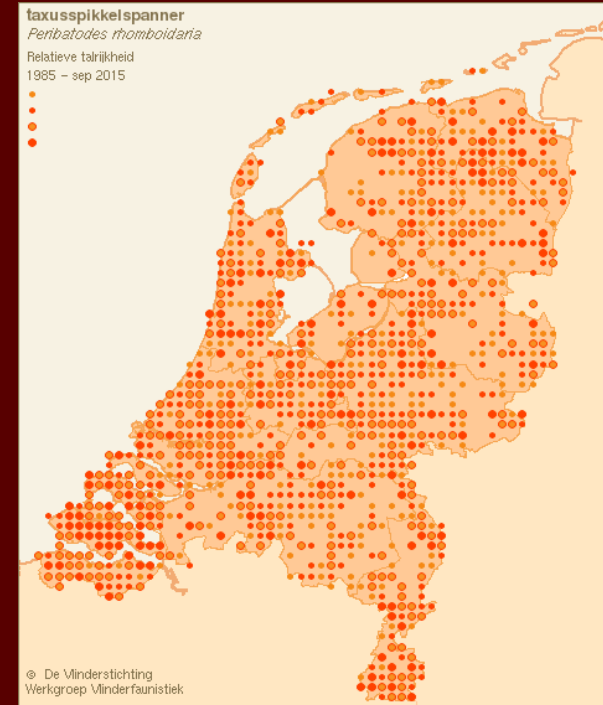 taxusspikkelspanner
Peribatodes rhomboidaria
Relatieve talrijkheid
1985 – sep 2015
© De Vlinderstichting
Werkgroep Vlinderfaunistiek